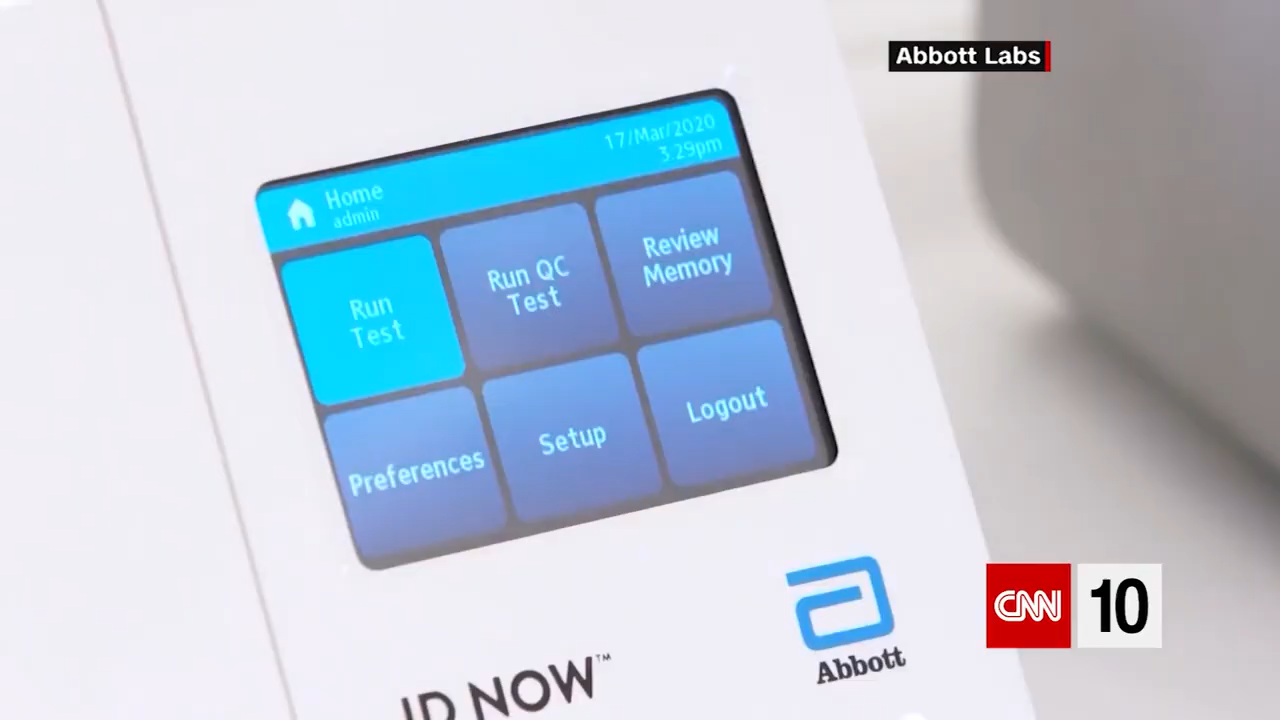 Abbott Labs
17/Mar/2020
3:29pm
Home
admin
Run
Test
Run QC
Test
Review
Memory
Preferences
Setup
Logout
ID NOW™
Abbott
CNN 10